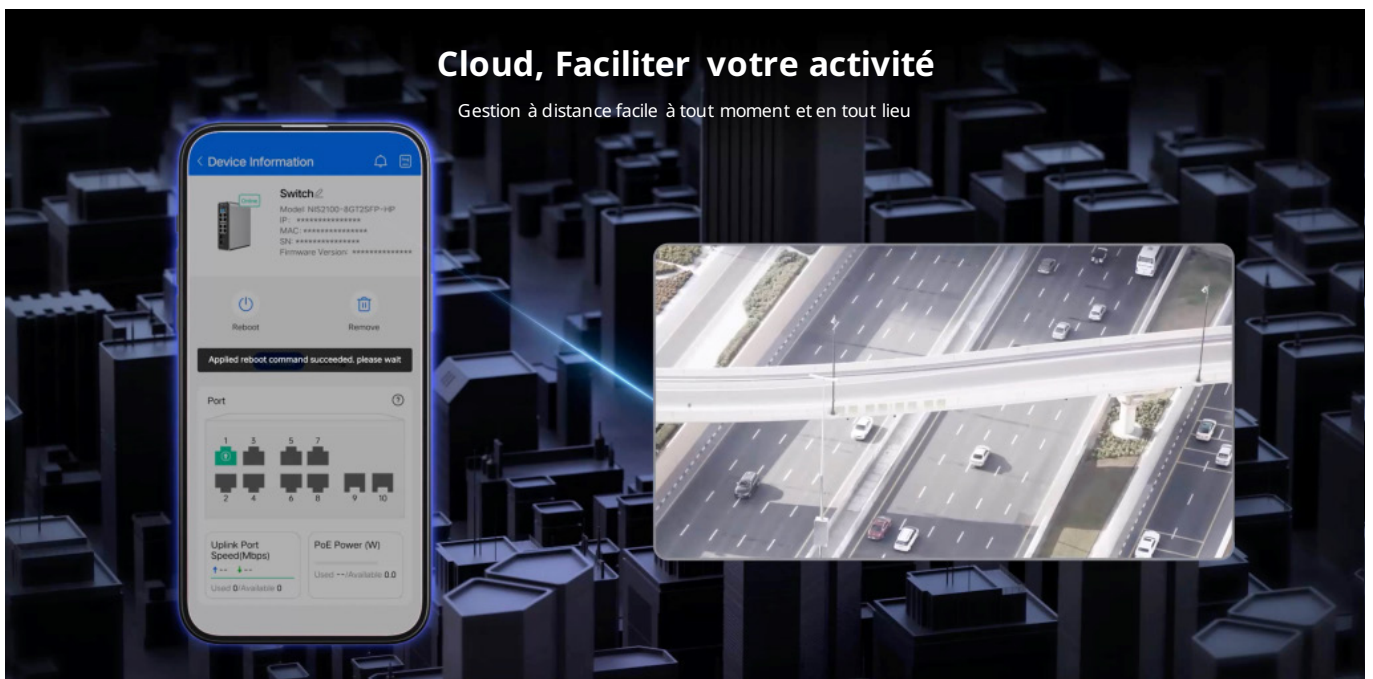 Cloud, Faciliter votre activité
Gestion à distance facile à tout moment et en tout lieu
Device Information
Online
Switch
Model NIS2100-8GT2SFP-HP
IP: ***************
MAC: ***************
SN: ***************
Firmware Version: **************
Reboot
Remove
Applied reboot command succeeded, please wait
Port
1 3 5 7
2 4 6 8 9 10
Uplink Port
Speed(Mbps)
-- --
Used 0/Available 0
PoE Power (W)
Used --/Available 0.0